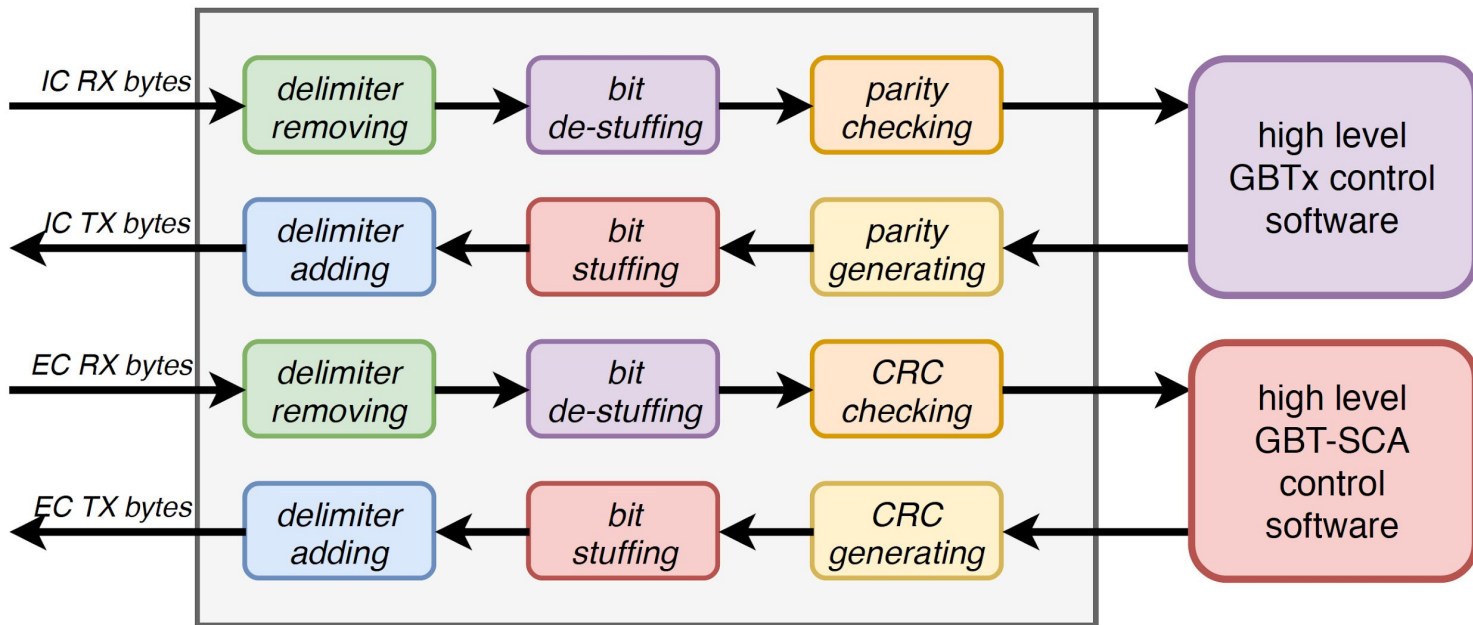 IC RX bytes
delimiter
removing
bit
de-stuffing
parity
checking
high level
GBTx control
software
IC TX bytes
delimiter
adding
bit
stuffing
parity
generating
EC RX bytes
delimiter
removing
bit
de-stuffing
CRC
checking
high level
GBT-SCA
control
software
EC TX bytes
delimiter
adding
bit
stuffing
CRC
generating